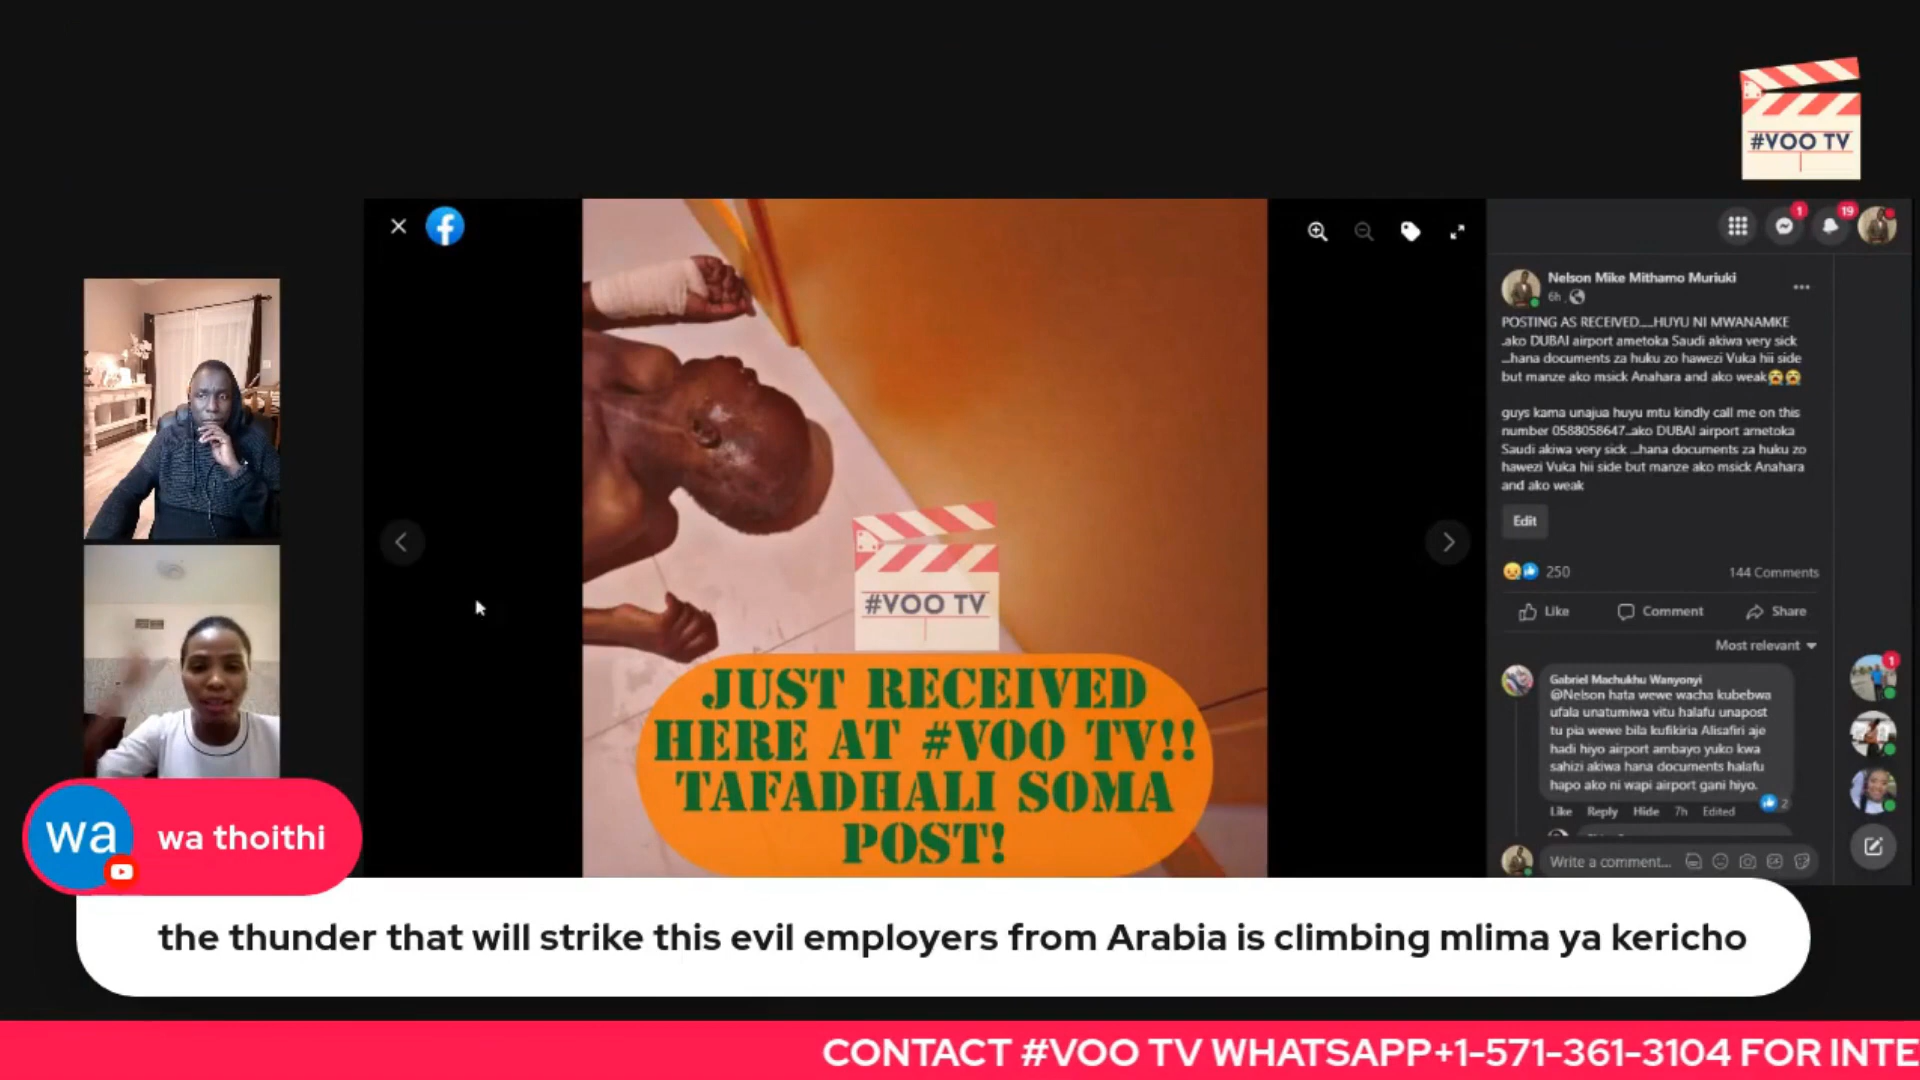 #VOO TV
1
19
Nelson Mike Mithamo Muriuki
6h
POSTING AS RECEIVED....HUYU NI MWANAMKE
.ako DUBAI airport ametoka Saudi akiwa very sick
...hana documents za huku zo hawezi Vuka hii side
but manze ako msick Anahara and ako weak😭😭
guys kama unajua huyu mtu kindly call me on this
number 0588058647..ako DUBAI airport ametoka
Saudi akiwa very sick ...hana documents za huku zo
hawezi Vuka hii side but manze ako msick Anahara
and ako weak
Edit
250
144 Comments
Like
Comment
Share
Most relevant
Gabriel Machukhu Wanyonyi
@Nelson hata wewe wacha kubebwa
ufala unatumiwa vitu halafu unapost
tu pia wewe bila kufikiria Alisafiri aje
hadi hiyo airport ambayo yuko kwa
sahizi akiwa hana documents halafu
hapo ako ni wapi airport gani hiyo.
2
Like Reply Hide 7h Edited
Write a comment...
1
#VOO TV
JUST RECEIVED
HERE AT #VOO TV!!
TAFADHALI SOMA
POST!
wa
wa thoithi
the thunder that will strike this evil employers from Arabia is climbing mlima ya kericho
CONTACT #VOO TV WHATSAPP+1-571-361-3104 FOR INTE